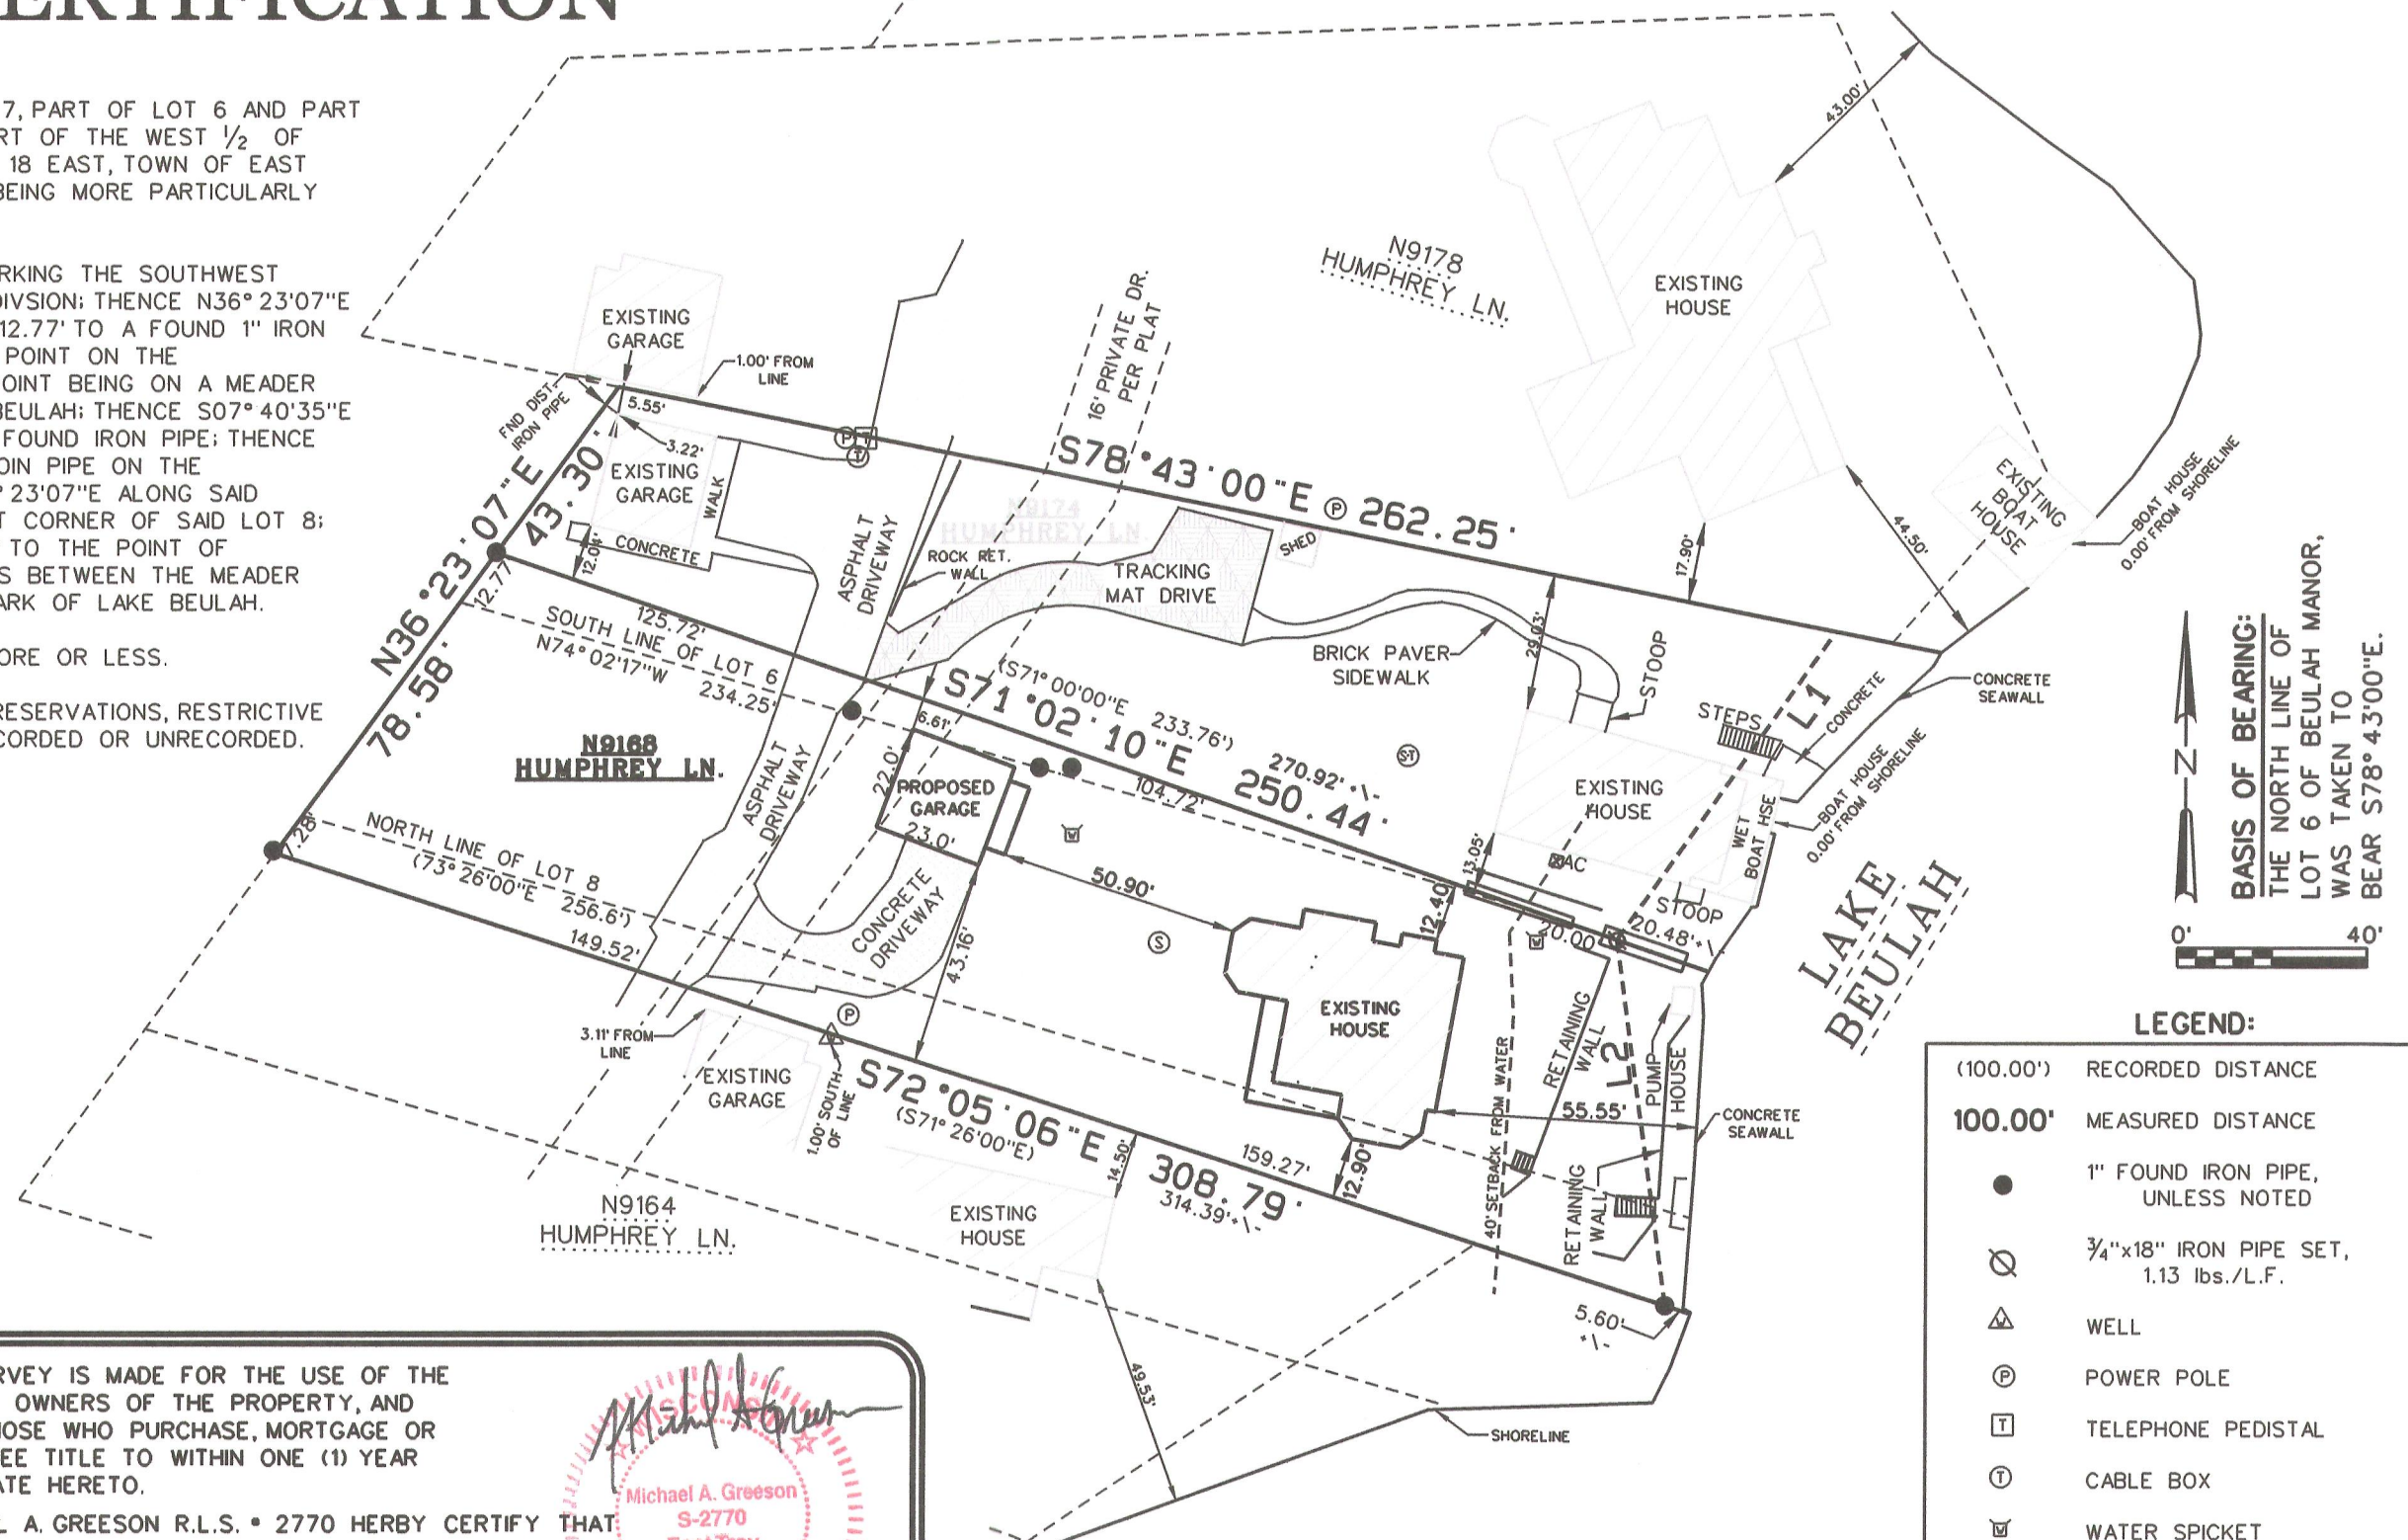 ERTIFICATION
7, PART OF LOT 6 AND PART
RT OF THE WEST 1/2 OF
18 EAST, TOWN OF EAST
BEING MORE PARTICULARLY
RKING THE SOUTHWEST
DIVSION; THENCE N36°23'07"E
12.77' TO A FOUND 1" IRON
POINT ON THE
OINT BEING ON A MEADER
BEULAH; THENCE S07°40'35"E
FOUND IRON PIPE; THENCE
OIN PIPE ON THE
°23'07"E ALONG SAID
T CORNER OF SAID LOT 8;
TO THE POINT OF
S BETWEEN THE MEADER
ARK OF LAKE BEULAH.
ORE OR LESS.
RESERVATIONS, RESTRICTIVE
CORDED OR UNRECORDED.
EXISTING
GARAGE
1.00' FROM
LINE
FND DIST.
IRON PIPE
5.55'
3.22'
EXISTING
GARAGE
WALK
CONCRETE
12.04'
N36°23'07"E
43.30'
78.58'
12.77
125.72'
SOUTH LINE OF LOT 6
N74°02'17"W 234.25'
N9168
HUMPHREY LN.
NORTH LINE OF LOT 8
(73°26'00"E 256.6')
7.28'
149.52'
ASPHALT
DRIVEWAY
ASPHALT
DRIVEWAY
ROCK RET.
WALL
N9174
HUMPHREY LN.
16' PRIVATE DR.
PER PLAT
TRACKING
MAT DRIVE
SHED
S78°43'00"E P 262.25'
N9178
HUMPHREY LN.
EXISTING
HOUSE
43.00'
44.50'
17.90'
EXISTING
BOAT
HOUSE
BOAT HOUSE
0.00' FROM SHORELINE
BRICK PAVER
SIDEWALK
29.03'
STOOP
STEPS
L1
CONCRETE
CONCRETE
SEAWALL
BOAT HOUSE
0.00' FROM SHORELINE
EXISTING
HOUSE
WET
BOAT HSE
AC
STOOP
13.05'
12.40
20.00'
20.48'+\-
(S71°00'00"E 233.76')
S71°02'10"E 250.44'
270.92'+\-
104.72'
6.61'
22.0'
PROPOSED
GARAGE
23.0'
CONCRETE
DRIVEWAY
43.16'
50.90'
S
ST
EXISTING
HOUSE
RETAINING
WALL
L2
40' SETBACK FROM WATER
PUMP
HOUSE
55.55'
CONCRETE
SEAWALL
RETAINING
WALL
12.90'
159.27'
5.60'
+\-
3.11' FROM
LINE
EXISTING
GARAGE
1.00' SOUTH
OF LINE
S72°05'06"E 308.79'
(S71°26'00"E)
314.39'+\-
14.50'
N9164
HUMPHREY LN.
EXISTING
HOUSE
49.53'
SHORELINE
LAKE
BEULAH
N
BASIS OF BEARING:
THE NORTH LINE OF
LOT 6 OF BEULAH MANOR,
WAS TAKEN TO
BEAR S78°43'00"E.
0' 40'
LEGEND:
(100.00') RECORDED DISTANCE
100.00' MEASURED DISTANCE
1" FOUND IRON PIPE,
UNLESS NOTED
3/4"x18" IRON PIPE SET,
1.13 lbs./L.F.
W WELL
P POWER POLE
T TELEPHONE PEDISTAL
T CABLE BOX
W WATER SPICKET
RVEY IS MADE FOR THE USE OF THE
OWNERS OF THE PROPERTY, AND
HOSE WHO PURCHASE, MORTGAGE OR
EE TITLE TO WITHIN ONE (1) YEAR
ATE HERETO.
L A. GREESON R.L.S. • 2770 HERBY CERTIFY THAT
WISCONSIN
Michael A. Greeson
S-2770